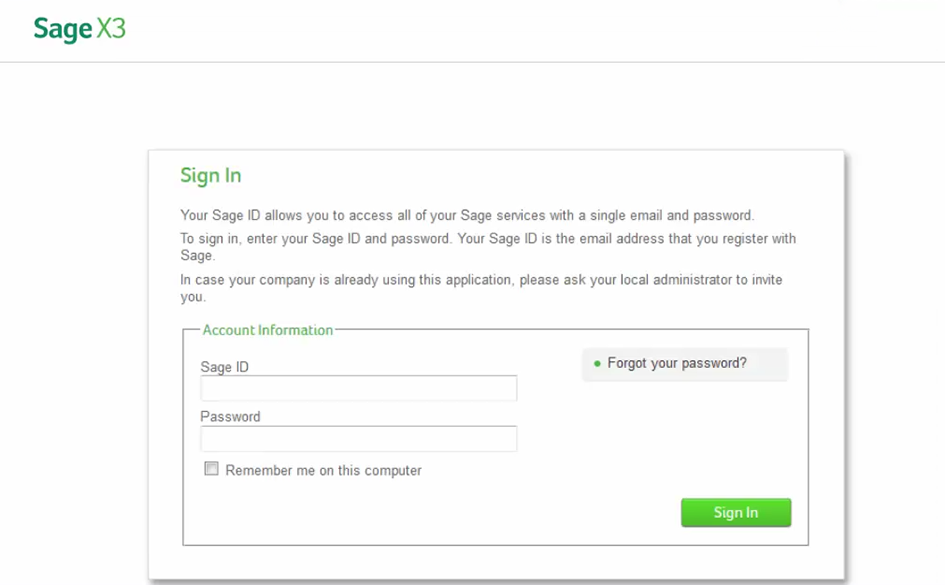 Sage X3
Sign In
Your Sage ID allows you to access all of your Sage services with a single email and password.
To sign in, enter your Sage ID and password. Your Sage ID is the email address that you register with
Sage.
In case your company is already using this application, please ask your local administrator to invite
you.
Account Information
Sage ID
Forgot your password?
Password
Remember me on this computer
Sign In